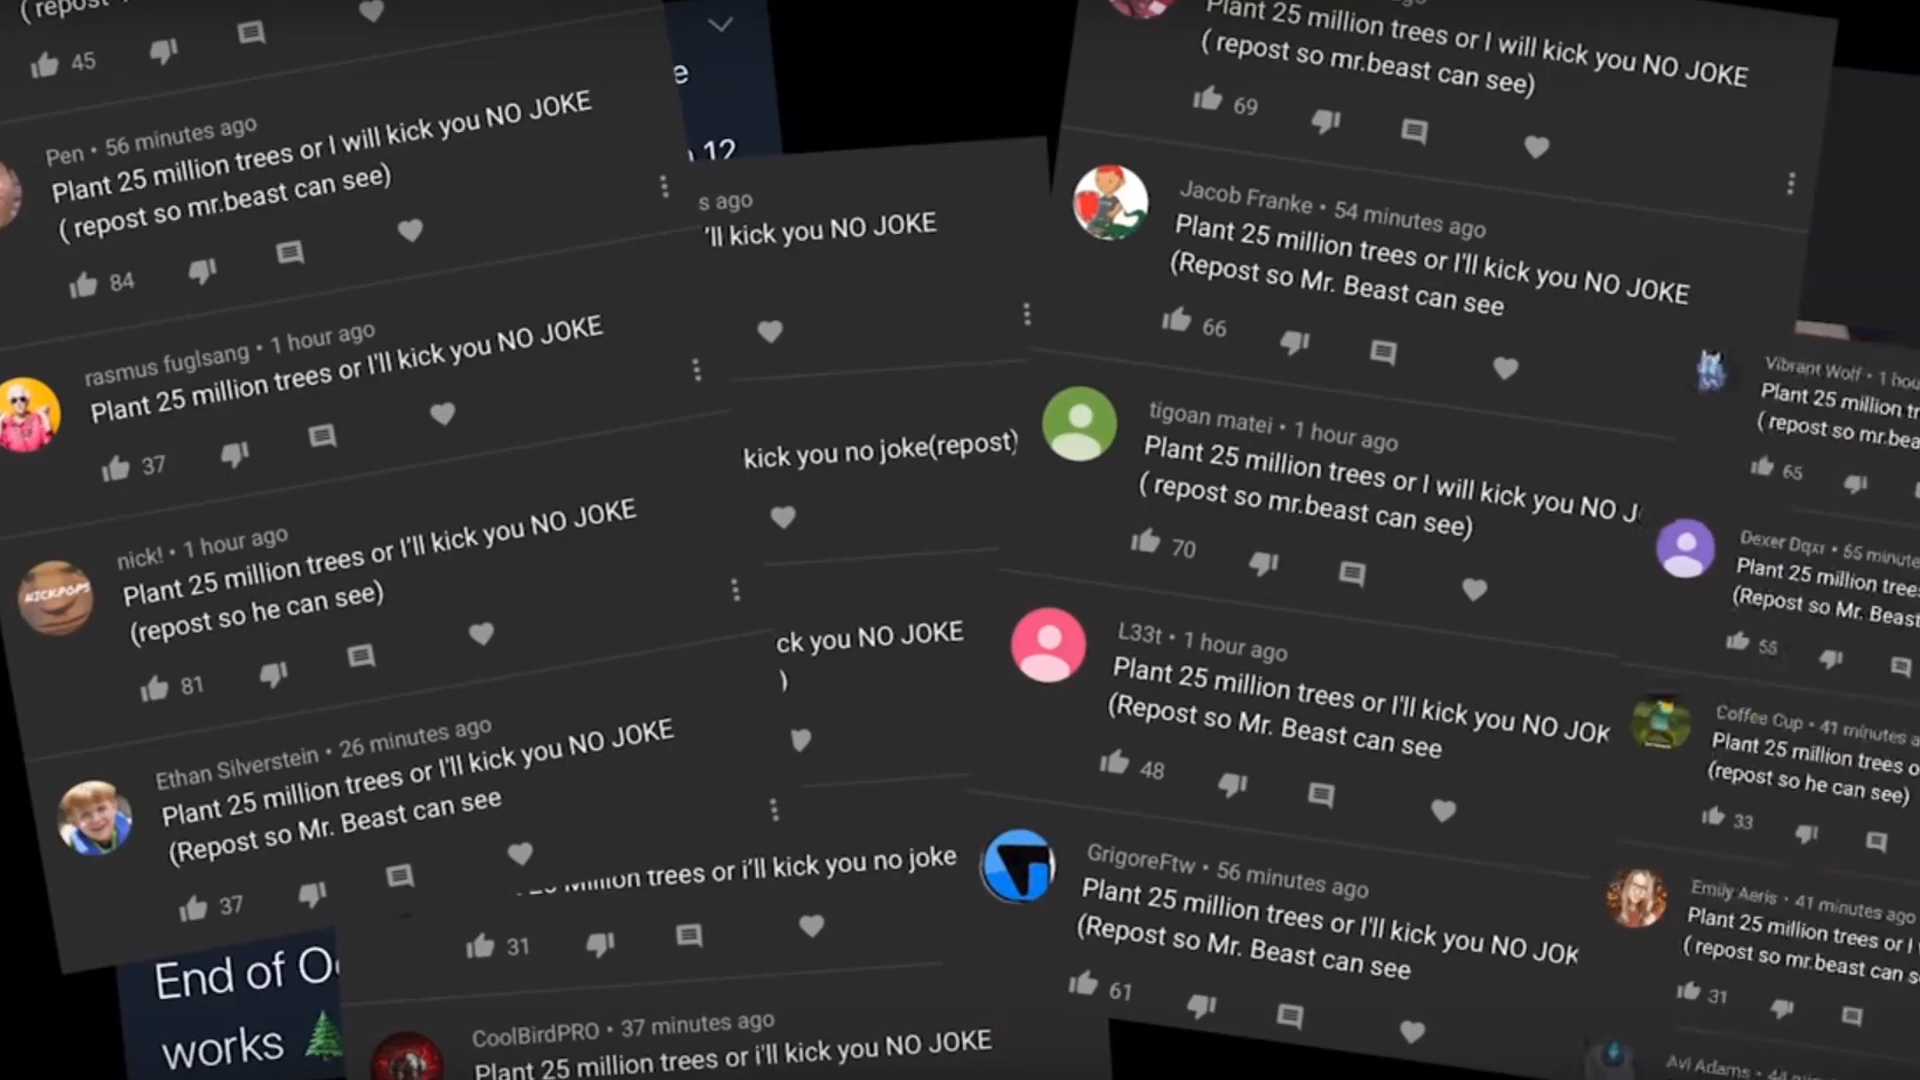 ( repost
45
Pen • 56 minutes ago
Plant 25 million trees or I will kick you NO JOKE
( repost so mr.beast can see)
84
rasmus fuglsang • 1 hour ago
Plant 25 million trees or I'll kick you NO JOKE
37
nick! • 1 hour ago
Plant 25 million trees or I'll kick you NO JOKE
(repost so he can see)
81
NICKPOPS
Ethan Silverstein • 26 minutes ago
Plant 25 million trees or I'll kick you NO JOKE
(Repost so Mr. Beast can see
37
End of O
works
e
12
s ago
'll kick you NO JOKE
kick you no joke(repost)
ck you NO JOKE
)
million trees or i'll kick you no joke
31
CoolBirdPRO • 37 minutes ago
Plant 25 million trees or i'll kick you NO JOKE
Plant 25 million trees or I will kick you NO JOKE
( repost so mr.beast can see)
69
Jacob Franke • 54 minutes ago
Plant 25 million trees or I'll kick you NO JOKE
(Repost so Mr. Beast can see
66
tigoan matei • 1 hour ago
Plant 25 million trees or I will kick you NO J
( repost so mr.beast can see)
70
L33t • 1 hour ago
Plant 25 million trees or I'll kick you NO JOK
(Repost so Mr. Beast can see
48
GrigoreFtw • 56 minutes ago
Plant 25 million trees or I'll kick you NO JOK
(Repost so Mr. Beast can see
61
Vibrant Wolf • 1 hou
Plant 25 million tr
( repost so mr.bea
65
Dexer Dqxr • 55 minute
Plant 25 million trees
(Repost so Mr. Beast
55
Coffee Cup • 41 minutes a
Plant 25 million trees o
(repost so he can see)
33
Emily Aeris • 41 minutes ago
Plant 25 million trees or I
( repost so mr.beast can s
31
Avi Adams • 44